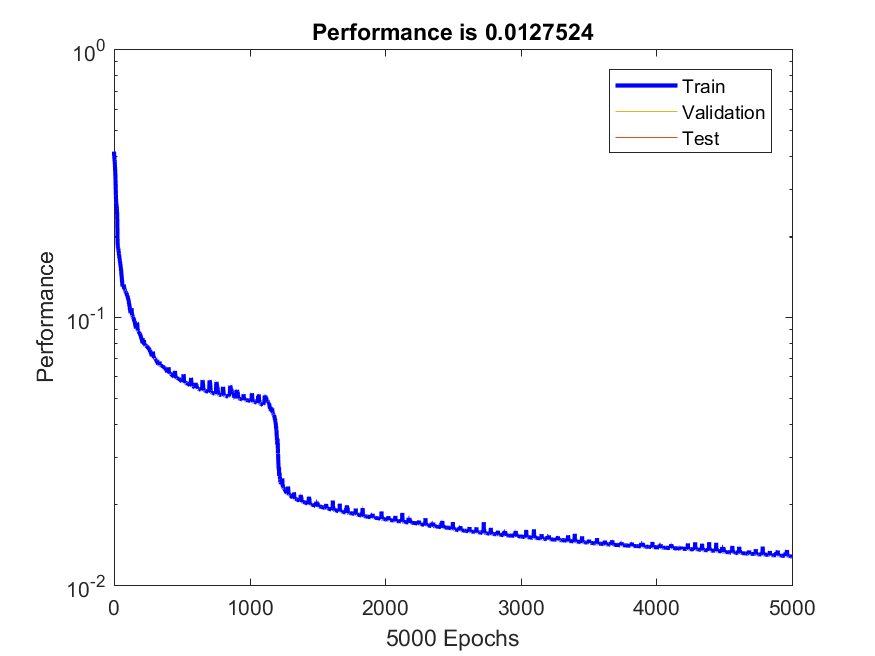 Performance is 0.0127524
Train
Validation
Test
Performance
10^0
10^-1
10^-2
0 1000 2000 3000 4000 5000
5000 Epochs